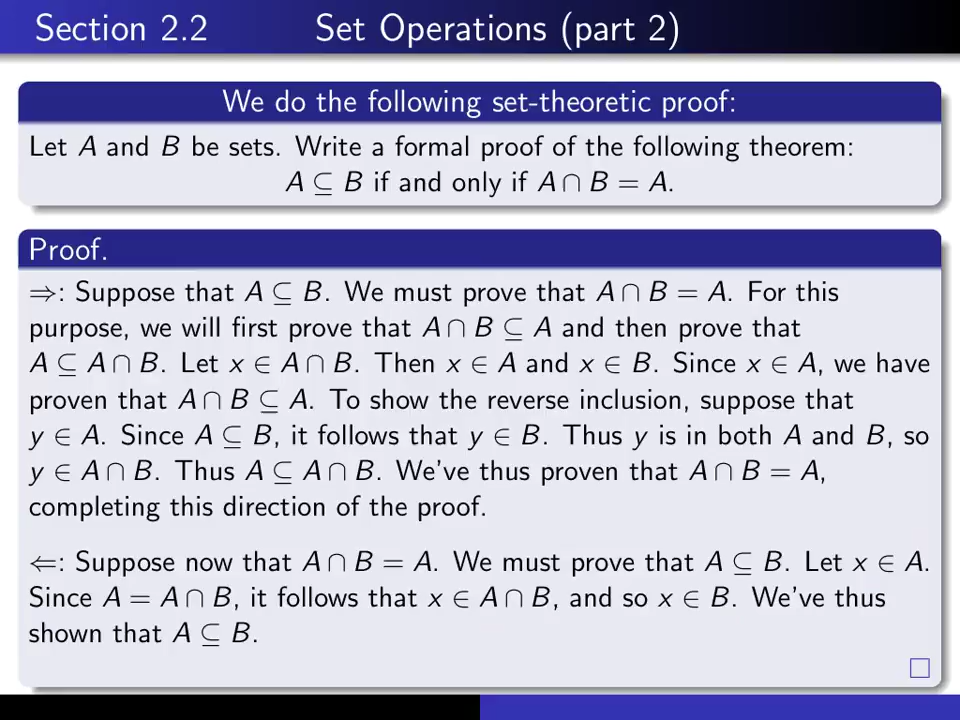 Section 2.2 Set Operations (part 2)
We do the following set-theoretic proof:
Let A and B be sets. Write a formal proof of the following theorem:
A ⊆ B if and only if A ∩ B = A.
Proof.
⇒: Suppose that A ⊆ B. We must prove that A ∩ B = A. For this
purpose, we will first prove that A ∩ B ⊆ A and then prove that
A ⊆ A ∩ B. Let x ∈ A ∩ B. Then x ∈ A and x ∈ B. Since x ∈ A, we have
proven that A ∩ B ⊆ A. To show the reverse inclusion, suppose that
y ∈ A. Since A ⊆ B, it follows that y ∈ B. Thus y is in both A and B, so
y ∈ A ∩ B. Thus A ⊆ A ∩ B. We've thus proven that A ∩ B = A,
completing this direction of the proof.
⇐: Suppose now that A ∩ B = A. We must prove that A ⊆ B. Let x ∈ A.
Since A = A ∩ B, it follows that x ∈ A ∩ B, and so x ∈ B. We've thus
shown that A ⊆ B.
□